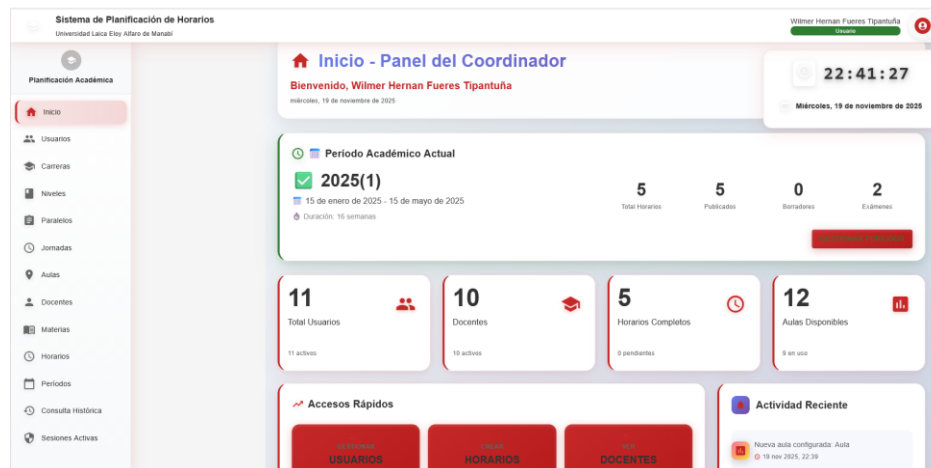 Sistema de Planificación de Horarios
Universidad Laica Eloy Alfaro de Manabí
Wilmer Hernan Fueres Tipantuña
Usuario
Planificación Académica
Inicio
Usuarios
Carreras
Niveles
Paralelos
Jornadas
Aulas
Docentes
Materias
Horarios
Períodos
Consulta Histórica
Sesiones Activas
Inicio - Panel del Coordinador
Bienvenido, Wilmer Hernan Fueres Tipantuña
miércoles, 19 de noviembre de 2025
22:41:27
Miércoles, 19 de noviembre de 2025
Período Académico Actual
2025(1)
15 de enero de 2025 - 15 de mayo de 2025
Duración: 16 semanas
5
Total Horarios
5
Publicados
0
Borradores
2
Exámenes
11
Total Usuarios
11 activos
10
Docentes
10 activos
5
Horarios Completos
0 pendientes
12
Aulas Disponibles
9 en uso
Accesos Rápidos
GESTIONAR
USUARIOS
CREAR
HORARIOS
VER
DOCENTES
Actividad Reciente
Nueva aula configurada: Aula
19 nov 2025, 22:39